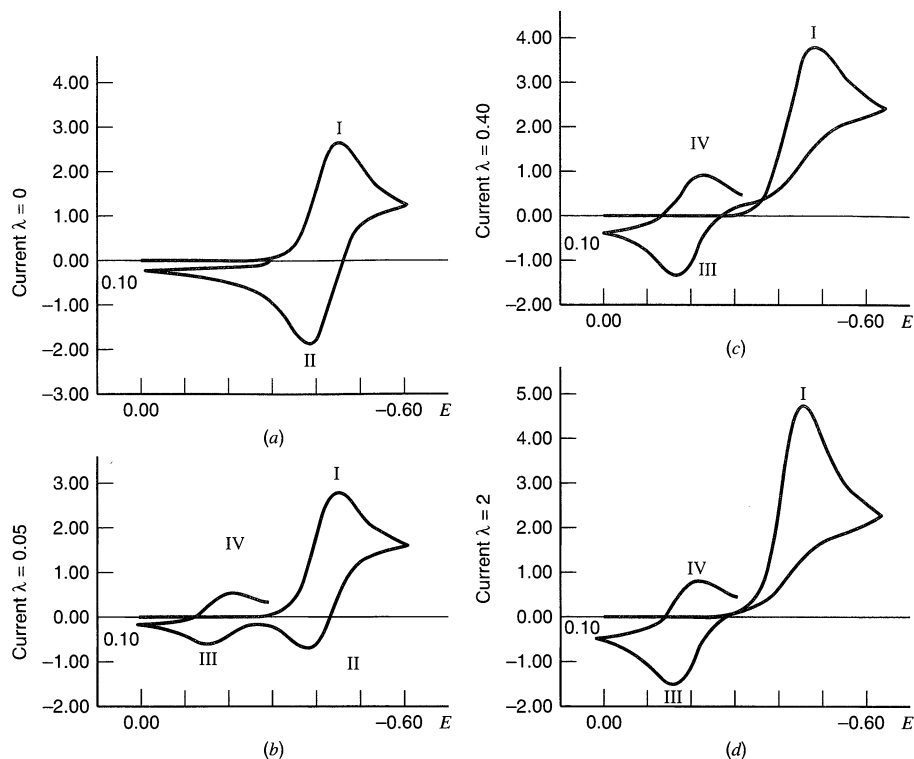 Current λ = 0
4.00
3.00
2.00
1.00
0.00
0.10
−1.00
−2.00
−3.00
I
II
0.00
−0.60
E
(a)
Current λ = 0.05
3.00
2.00
1.00
0.00
0.10
−1.00
−2.00
I
IV
III
II
0.00
−0.60
E
(b)
Current λ = 0.40
4.00
3.00
2.00
1.00
0.00
0.10
−1.00
−2.00
I
IV
III
0.00
−0.60
E
(c)
Current λ = 2
5.00
4.00
3.00
2.00
1.00
0.00
0.10
−1.00
−2.00
I
IV
III
0.00
−0.60
E
(d)